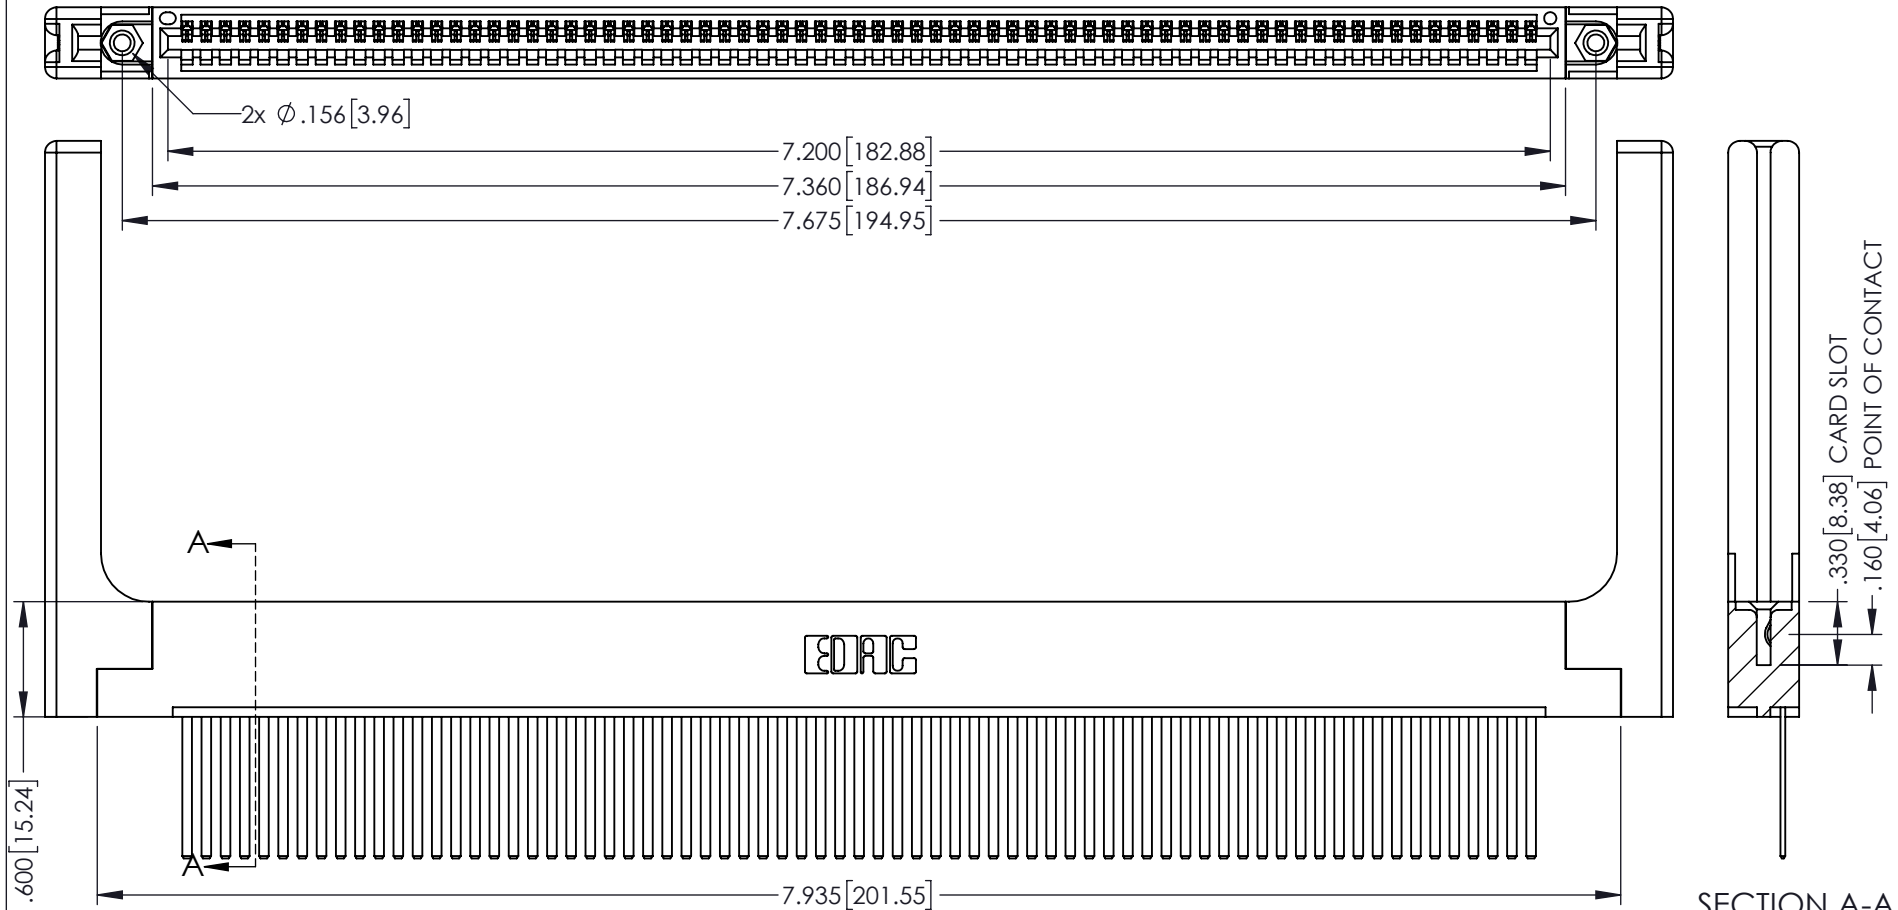 2x Ø.156[3.96]
7.200[182.88]
7.360[186.94]
7.675[194.95]
.330[8.38] CARD SLOT
.160[4.06] POINT OF CONTACT
A
EDAC
.600[15.24]
A
7.935[201.55]
SECTION A-A